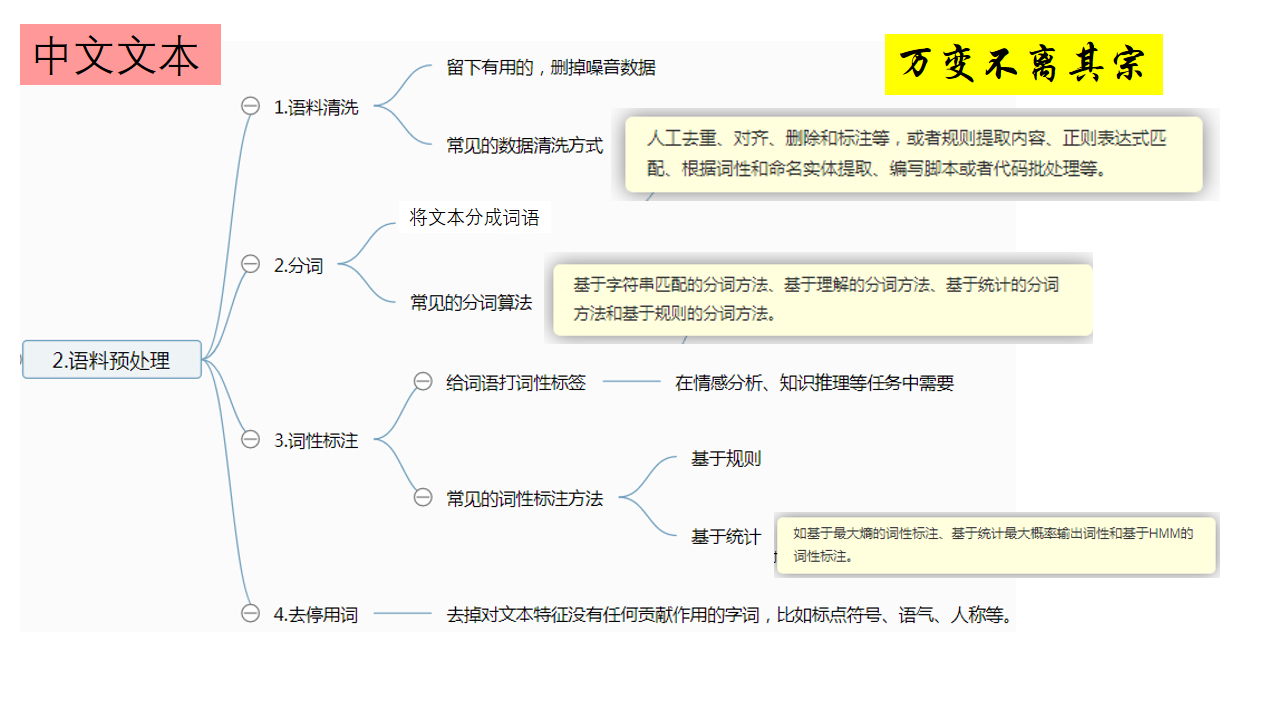 中文文本
万变不离其宗
留下有用的，删掉噪音数据
1.语料清洗
常见的数据清洗方式
人工去重、对齐、删除和标注等，或者规则提取内容、正则表达式匹
配、根据词性和命名实体提取、编写脚本或者代码批处理等。
将文本分成词语
2.分词
常见的分词算法
基于字符串匹配的分词方法、基于理解的分词方法、基于统计的分词
方法和基于规则的分词方法。
2.语料预处理
给词语打词性标签
在情感分析、知识推理等任务中需要
3.词性标注
基于规则
常见的词性标注方法
基于统计
如基于最大熵的词性标注、基于统计最大概率输出词性和基于HMM的
词性标注。
4.去停用词
去掉对文本特征没有任何贡献作用的字词，比如标点符号、语气、人称等。